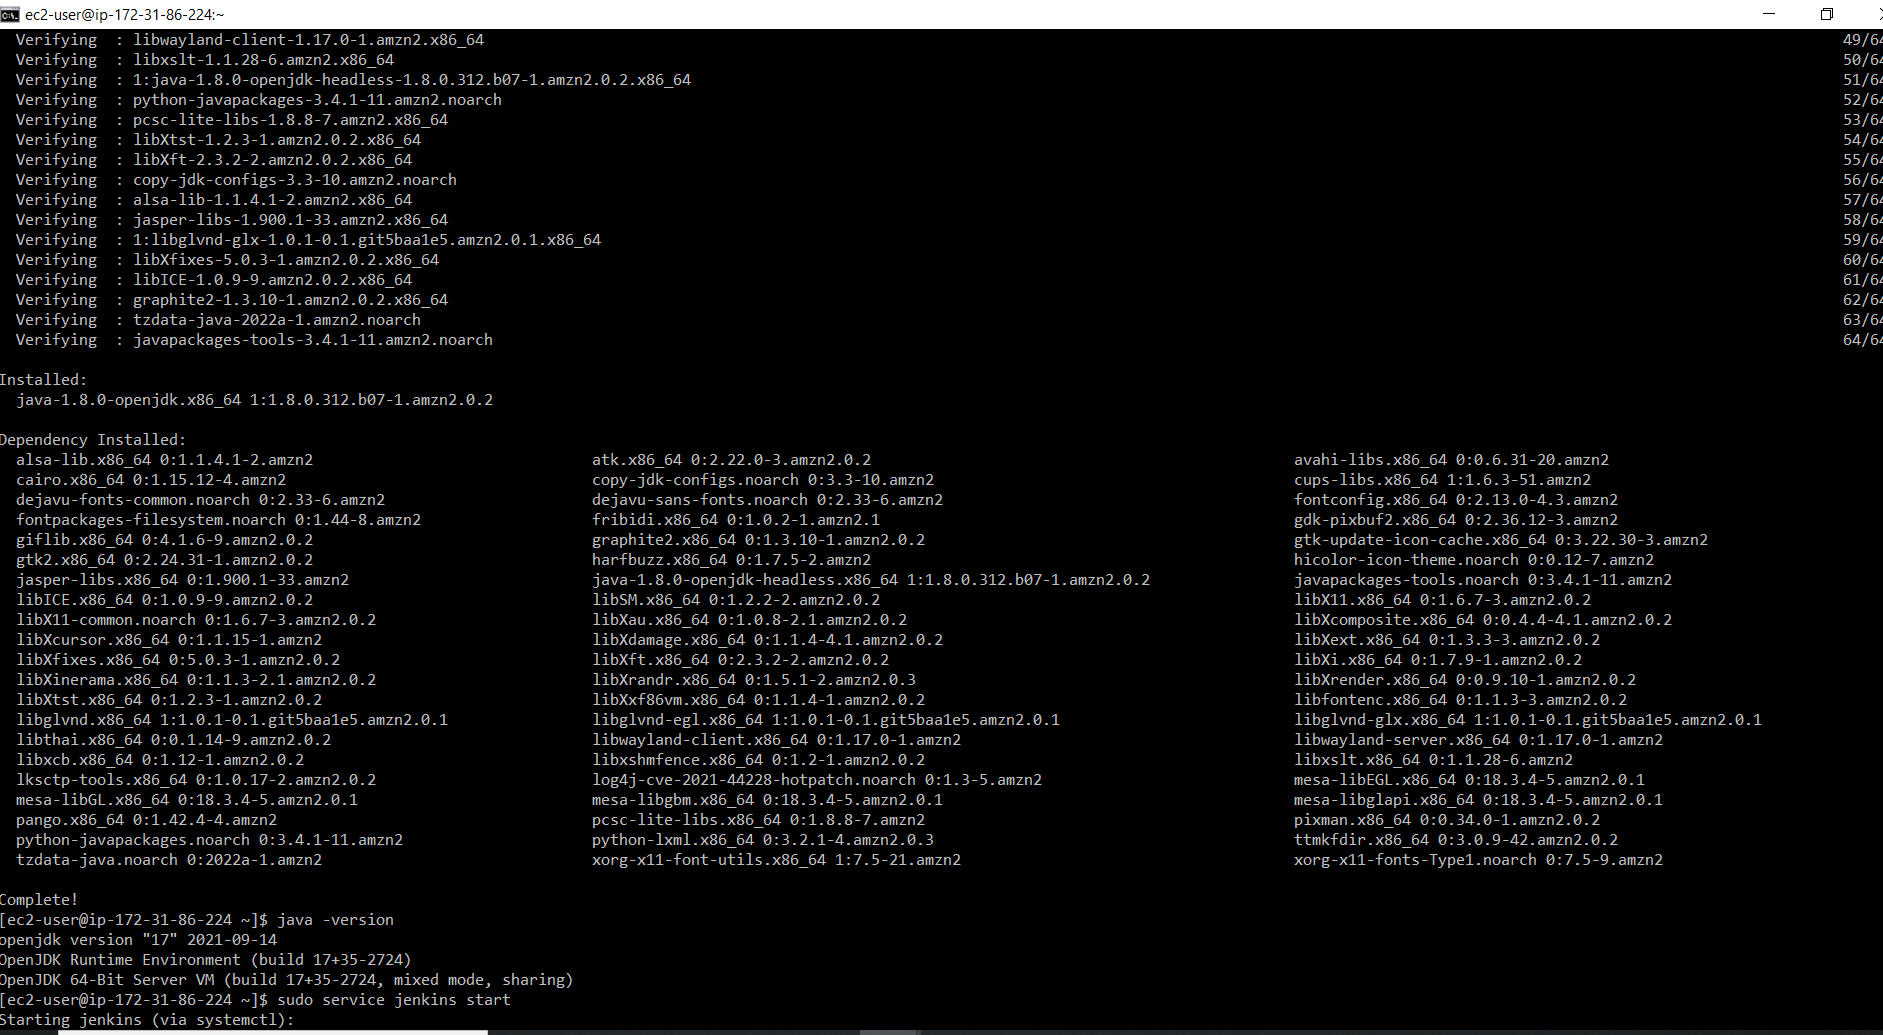 ec2-user@ip-172-31-86-224:~
Verifying : libwayland-client-1.17.0-1.amzn2.x86_64 49/64
Verifying : libxslt-1.1.28-6.amzn2.x86_64 50/64
Verifying : 1:java-1.8.0-openjdk-headless-1.8.0.312.b07-1.amzn2.0.2.x86_64 51/64
Verifying : python-javapackages-3.4.1-11.amzn2.noarch 52/64
Verifying : pcsc-lite-libs-1.8.8-7.amzn2.x86_64 53/64
Verifying : libXtst-1.2.3-1.amzn2.0.2.x86_64 54/64
Verifying : libXft-2.3.2-2.amzn2.0.2.x86_64 55/64
Verifying : copy-jdk-configs-3.3-10.amzn2.noarch 56/64
Verifying : alsa-lib-1.1.4.1-2.amzn2.x86_64 57/64
Verifying : jasper-libs-1.900.1-33.amzn2.x86_64 58/64
Verifying : 1:libglvnd-glx-1.0.1-0.1.git5baa1e5.amzn2.0.1.x86_64 59/64
Verifying : libXfixes-5.0.3-1.amzn2.0.2.x86_64 60/64
Verifying : libICE-1.0.9-9.amzn2.0.2.x86_64 61/64
Verifying : graphite2-1.3.10-1.amzn2.0.2.x86_64 62/64
Verifying : tzdata-java-2022a-1.amzn2.noarch 63/64
Verifying : javapackages-tools-3.4.1-11.amzn2.noarch 64/64
Installed:
java-1.8.0-openjdk.x86_64 1:1.8.0.312.b07-1.amzn2.0.2
Dependency Installed:
alsa-lib.x86_64 0:1.1.4.1-2.amzn2 atk.x86_64 0:2.22.0-3.amzn2.0.2 avahi-libs.x86_64 0:0.6.31-20.amzn2
cairo.x86_64 0:1.15.12-4.amzn2 copy-jdk-configs.noarch 0:3.3-10.amzn2 cups-libs.x86_64 1:1.6.3-51.amzn2
dejavu-fonts-common.noarch 0:2.33-6.amzn2 dejavu-sans-fonts.noarch 0:2.33-6.amzn2 fontconfig.x86_64 0:2.13.0-4.3.amzn2
fontpackages-filesystem.noarch 0:1.44-8.amzn2 fribidi.x86_64 0:1.0.2-1.amzn2.1 gdk-pixbuf2.x86_64 0:2.36.12-3.amzn2
giflib.x86_64 0:4.1.6-9.amzn2.0.2 graphite2.x86_64 0:1.3.10-1.amzn2.0.2 gtk-update-icon-cache.x86_64 0:3.22.30-3.amzn2
gtk2.x86_64 0:2.24.31-1.amzn2.0.2 harfbuzz.x86_64 0:1.7.5-2.amzn2 hicolor-icon-theme.noarch 0:0.12-7.amzn2
jasper-libs.x86_64 0:1.900.1-33.amzn2 java-1.8.0-openjdk-headless.x86_64 1:1.8.0.312.b07-1.amzn2.0.2 javapackages-tools.noarch 0:3.4.1-11.amzn2
libICE.x86_64 0:1.0.9-9.amzn2.0.2 libSM.x86_64 0:1.2.2-2.amzn2.0.2 libX11.x86_64 0:1.6.7-3.amzn2.0.2
libX11-common.noarch 0:1.6.7-3.amzn2.0.2 libXau.x86_64 0:1.0.8-2.1.amzn2.0.2 libXcomposite.x86_64 0:0.4.4-4.1.amzn2.0.2
libXcursor.x86_64 0:1.1.15-1.amzn2 libXdamage.x86_64 0:1.1.4-4.1.amzn2.0.2 libXext.x86_64 0:1.3.3-3.amzn2.0.2
libXfixes.x86_64 0:5.0.3-1.amzn2.0.2 libXft.x86_64 0:2.3.2-2.amzn2.0.2 libXi.x86_64 0:1.7.9-1.amzn2.0.2
libXinerama.x86_64 0:1.1.3-2.1.amzn2.0.2 libXrandr.x86_64 0:1.5.1-2.amzn2.0.3 libXrender.x86_64 0:0.9.10-1.amzn2.0.2
libXtst.x86_64 0:1.2.3-1.amzn2.0.2 libXxf86vm.x86_64 0:1.1.4-1.amzn2.0.2 libfontenc.x86_64 0:1.1.3-3.amzn2.0.2
libglvnd.x86_64 1:1.0.1-0.1.git5baa1e5.amzn2.0.1 libglvnd-egl.x86_64 1:1.0.1-0.1.git5baa1e5.amzn2.0.1 libglvnd-glx.x86_64 1:1.0.1-0.1.git5baa1e5.amzn2.0.1
libthai.x86_64 0:0.1.14-9.amzn2.0.2 libwayland-client.x86_64 0:1.17.0-1.amzn2 libwayland-server.x86_64 0:1.17.0-1.amzn2
libxcb.x86_64 0:1.12-1.amzn2.0.2 libxshmfence.x86_64 0:1.2-1.amzn2.0.2 libxslt.x86_64 0:1.1.28-6.amzn2
lksctp-tools.x86_64 0:1.0.17-2.amzn2.0.2 log4j-cve-2021-44228-hotpatch.noarch 0:1.3-5.amzn2 mesa-libEGL.x86_64 0:18.3.4-5.amzn2.0.1
mesa-libGL.x86_64 0:18.3.4-5.amzn2.0.1 mesa-libgbm.x86_64 0:18.3.4-5.amzn2.0.1 mesa-libglapi.x86_64 0:18.3.4-5.amzn2.0.1
pango.x86_64 0:1.42.4-4.amzn2 pcsc-lite-libs.x86_64 0:1.8.8-7.amzn2 pixman.x86_64 0:0.34.0-1.amzn2.0.2
python-javapackages.noarch 0:3.4.1-11.amzn2 python-lxml.x86_64 0:3.2.1-4.amzn2.0.3 ttmkfdir.x86_64 0:3.0.9-42.amzn2.0.2
tzdata-java.noarch 0:2022a-1.amzn2 xorg-x11-font-utils.x86_64 1:7.5-21.amzn2 xorg-x11-fonts-Type1.noarch 0:7.5-9.amzn2
Complete!
[ec2-user@ip-172-31-86-224 ~]$ java -version
openjdk version "17" 2021-09-14
OpenJDK Runtime Environment (build 17+35-2724)
OpenJDK 64-Bit Server VM (build 17+35-2724, mixed mode, sharing)
[ec2-user@ip-172-31-86-224 ~]$ sudo service jenkins start
Starting jenkins (via systemctl):